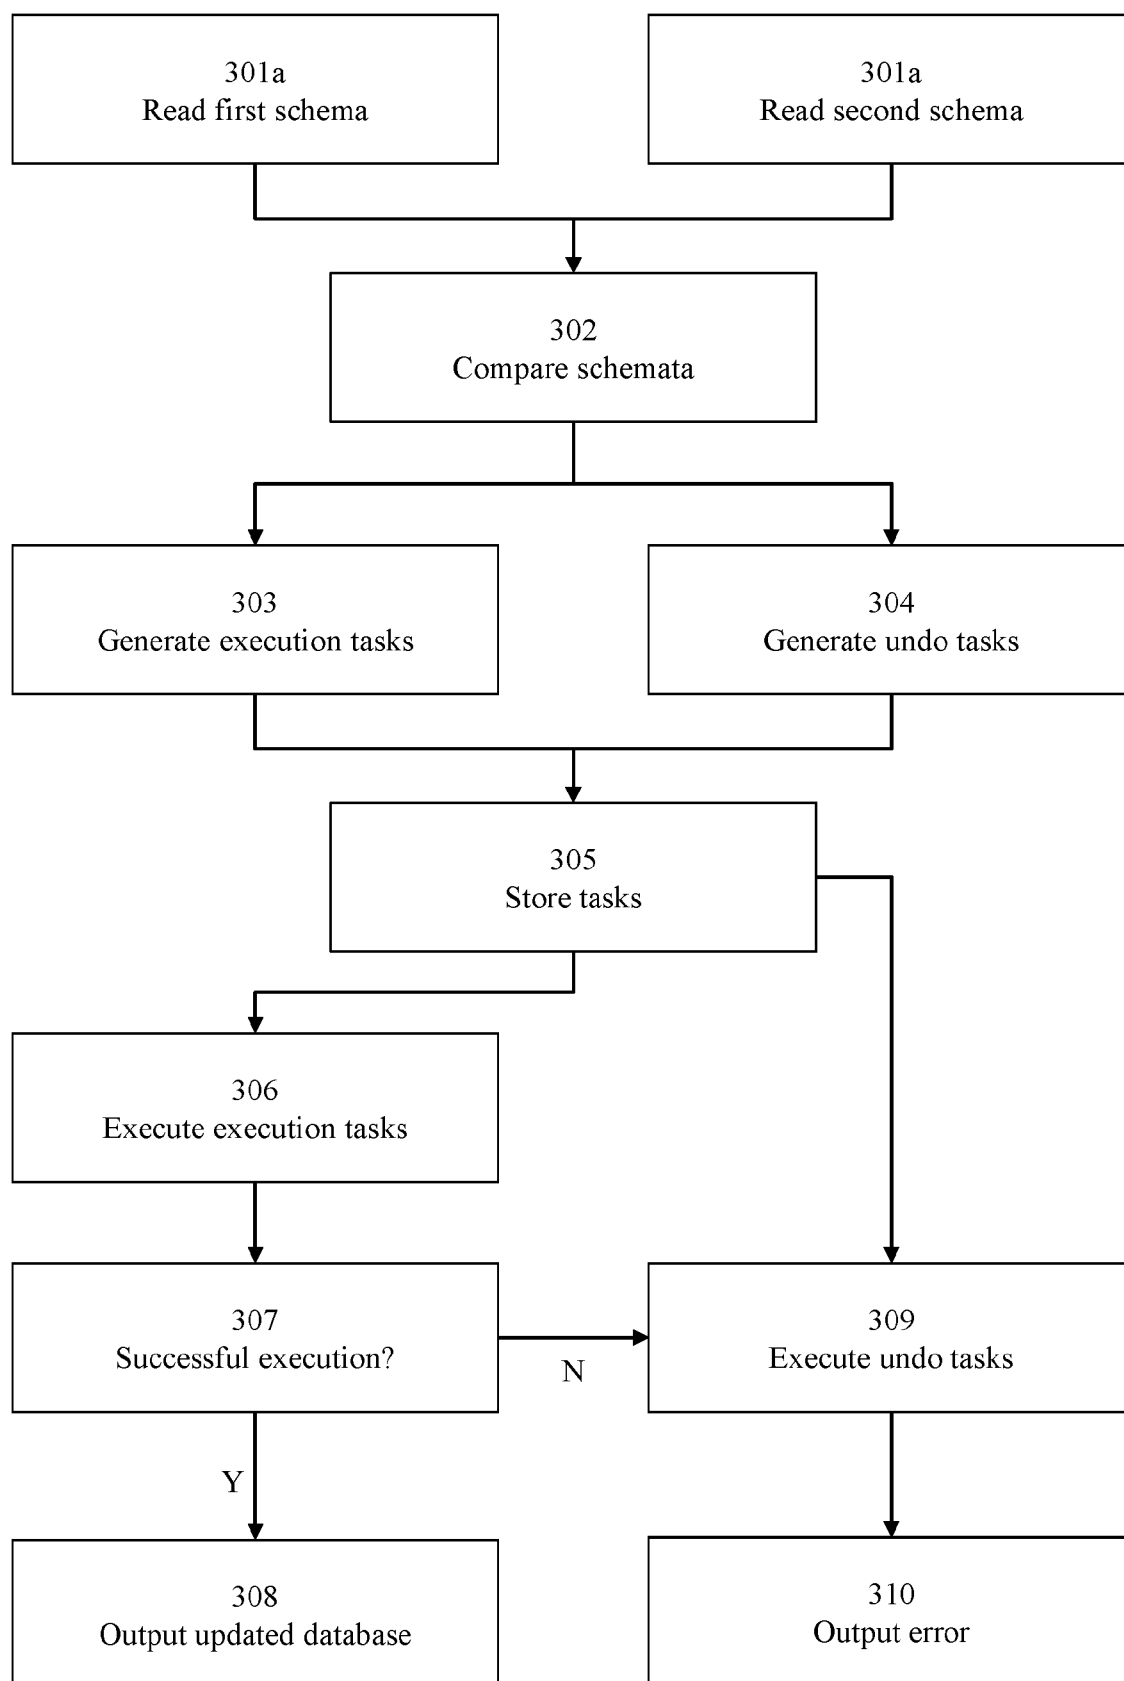 301a
Read first schema
301a
Read second schema
302
Compare schemata
303
Generate execution tasks
304
Generate undo tasks
305
Store tasks
306
Execute execution tasks
307
Successful execution?
N
309
Execute undo tasks
Y
308
Output updated database
310
Output error